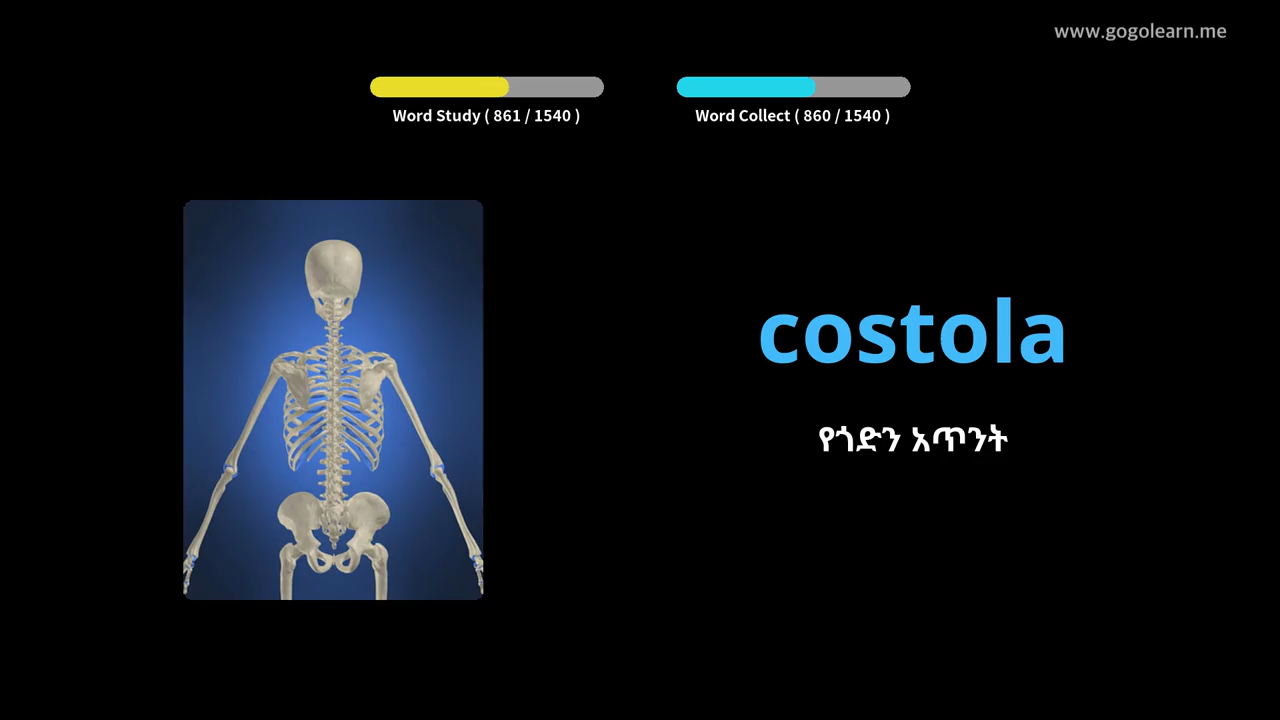 www.gogolearn.me
Word Study ( 861 / 1540 )
Word Collect ( 860 / 1540 )
costola
የጎድን አጥንት